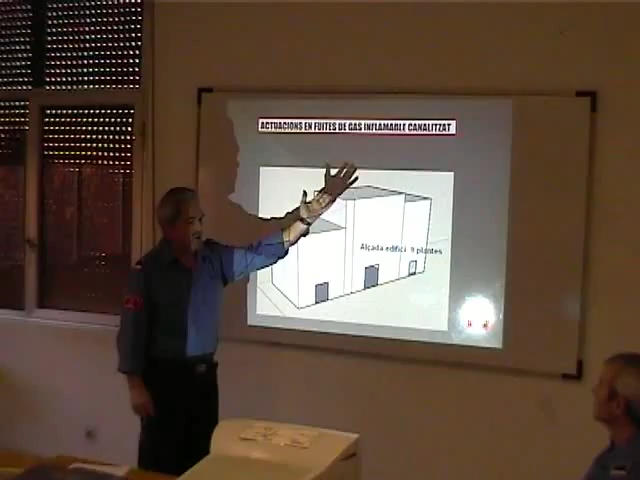 ACTUACIONS EN FUITES DE GAS INFLAMABLE CANALITZAT
Alçada edifici 9 plantes